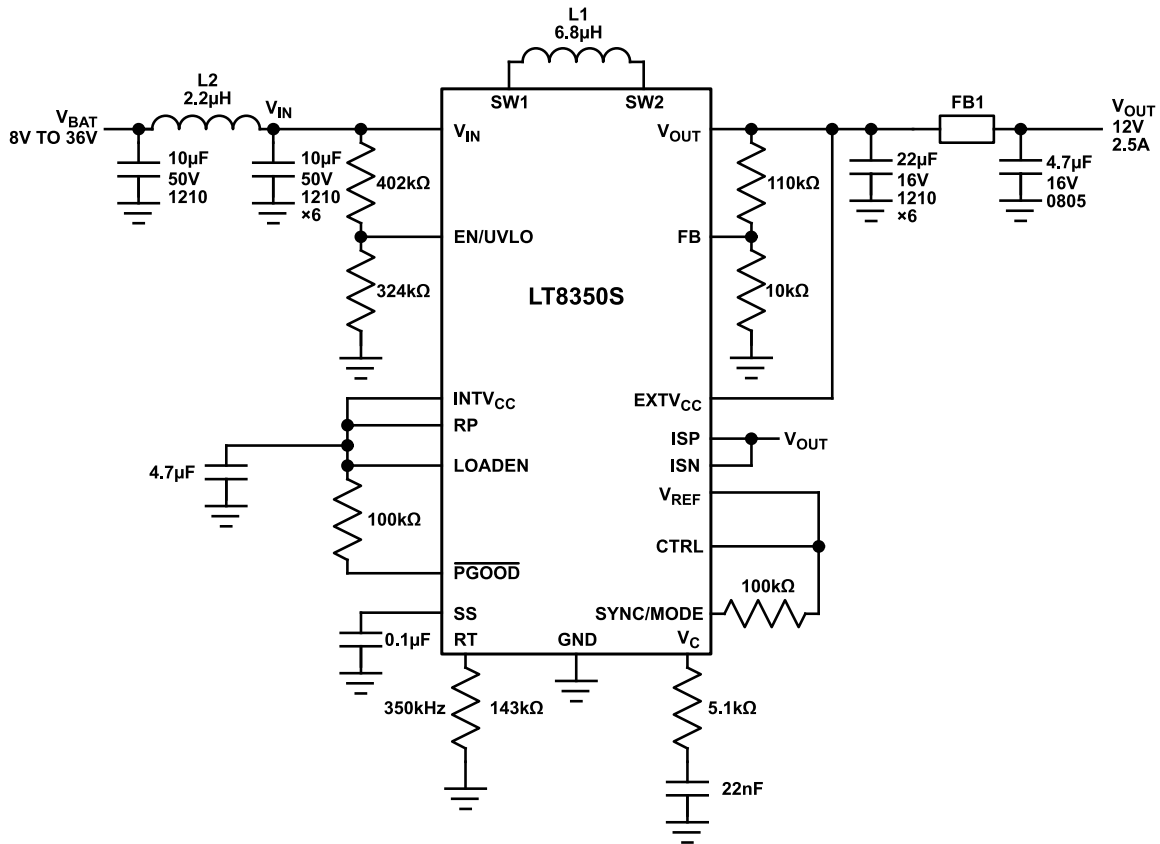 L1
6.8µH
SW1
SW2
L2
2.2µH
VIN
VBAT
8V TO 36V
10µF
50V
1210
10µF
50V
1210
×6
VIN
402kΩ
EN/UVLO
324kΩ
VOUT
110kΩ
FB
10kΩ
FB1
VOUT
12V
2.5A
22µF
16V
1210
×6
4.7µF
16V
0805
LT8350S
INTVCC
RP
LOADEN
4.7µF
100kΩ
PGOOD
SS
0.1µF
RT
GND
350kHz
143kΩ
EXTVCC
ISP
ISN
VOUT
VREF
CTRL
100kΩ
SYNC/MODE
VC
5.1kΩ
22nF